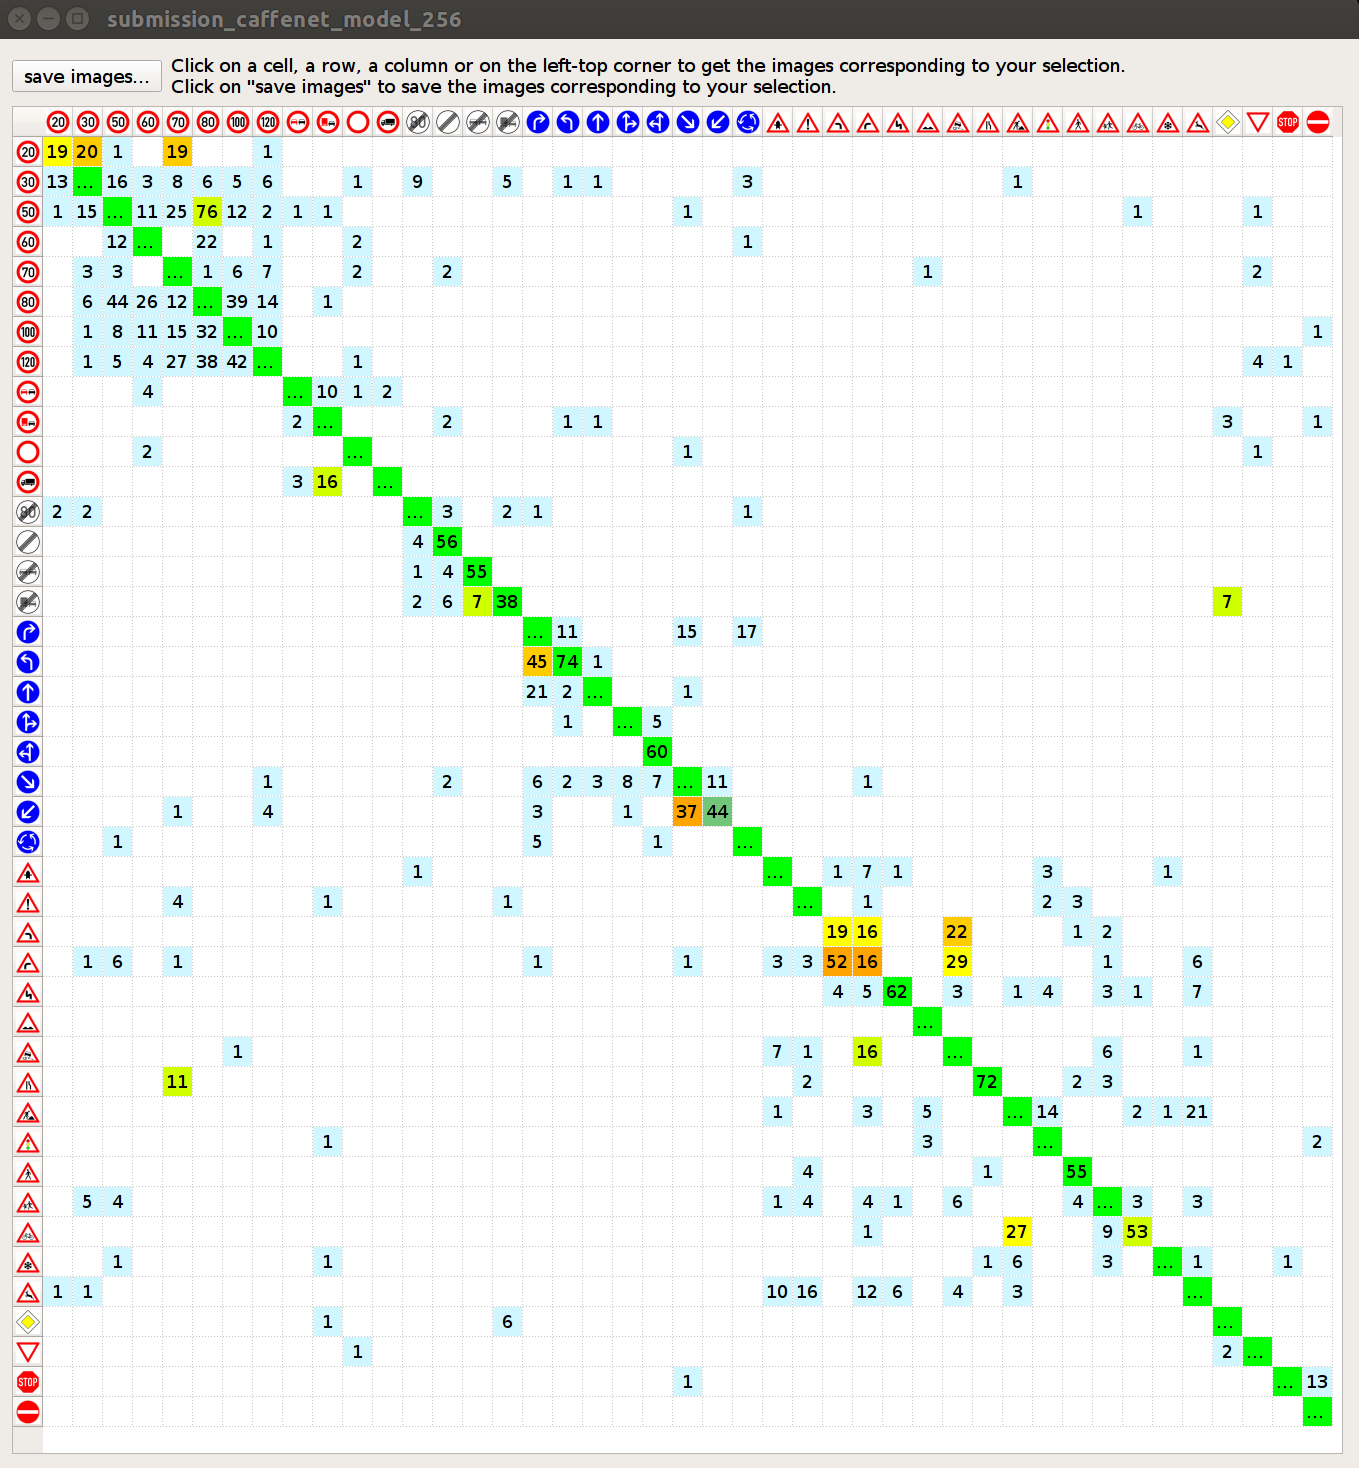 submission_caffenet_model_256
save images...
Click on a cell, a row, a column or on the left-top corner to get the images corresponding to your selection.
Click on "save images" to save the images corresponding to your selection.
20 30 50 60 70 80 100 120 80 STOP
20 19 20 1 19 1
30 13 ... 16 3 8 6 5 6 1 9 5 1 1 3 1
50 1 15 ... 11 25 76 12 2 1 1 1 1 1
60 12 ... 22 1 2 1
70 3 3 ... 1 6 7 2 2 1 2
80 6 44 26 12 ... 39 14 1
100 1 8 11 15 32 ... 10 1
120 1 5 4 27 38 42 ... 1 4 1
4 ... 10 1 2
2 ... 2 1 1 3 1
2 ... 1 1
3 16 ...
80 2 2 ... 3 2 1 1
4 56
1 4 55
2 6 7 38 7
... 11 15 17
45 74 1
21 2 ... 1
1 ... 5
60
1 2 6 2 3 8 7 ... 11 1
1 4 3 1 37 44
1 5 1 ...
1 ... 1 7 1 3 1
4 1 1 ... 1 2 3
19 16 22 1 2
1 6 1 1 1 3 3 52 16 29 1 6
4 5 62 3 1 4 3 1 7
...
1 7 1 16 ... 6 1
11 2 72 2 3
1 3 5 ... 14 2 1 21
1 3 ... 2
4 1 55
5 4 1 4 4 1 6 4 ... 3 3
1 27 9 53
1 1 1 6 3 ... 1 1
1 1 10 16 12 6 4 3 ...
1 6 ...
1 2 ...
STOP 1 ... 13
...